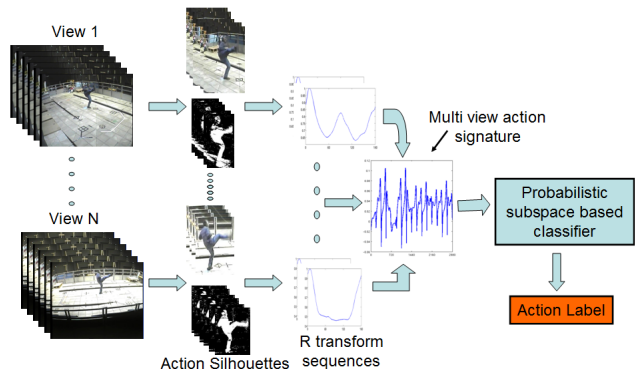 View 1
Multi view action
signature
Probabilistic
subspace based
classifier
View N
Action Label
Action Silhouettes
R transform
sequences